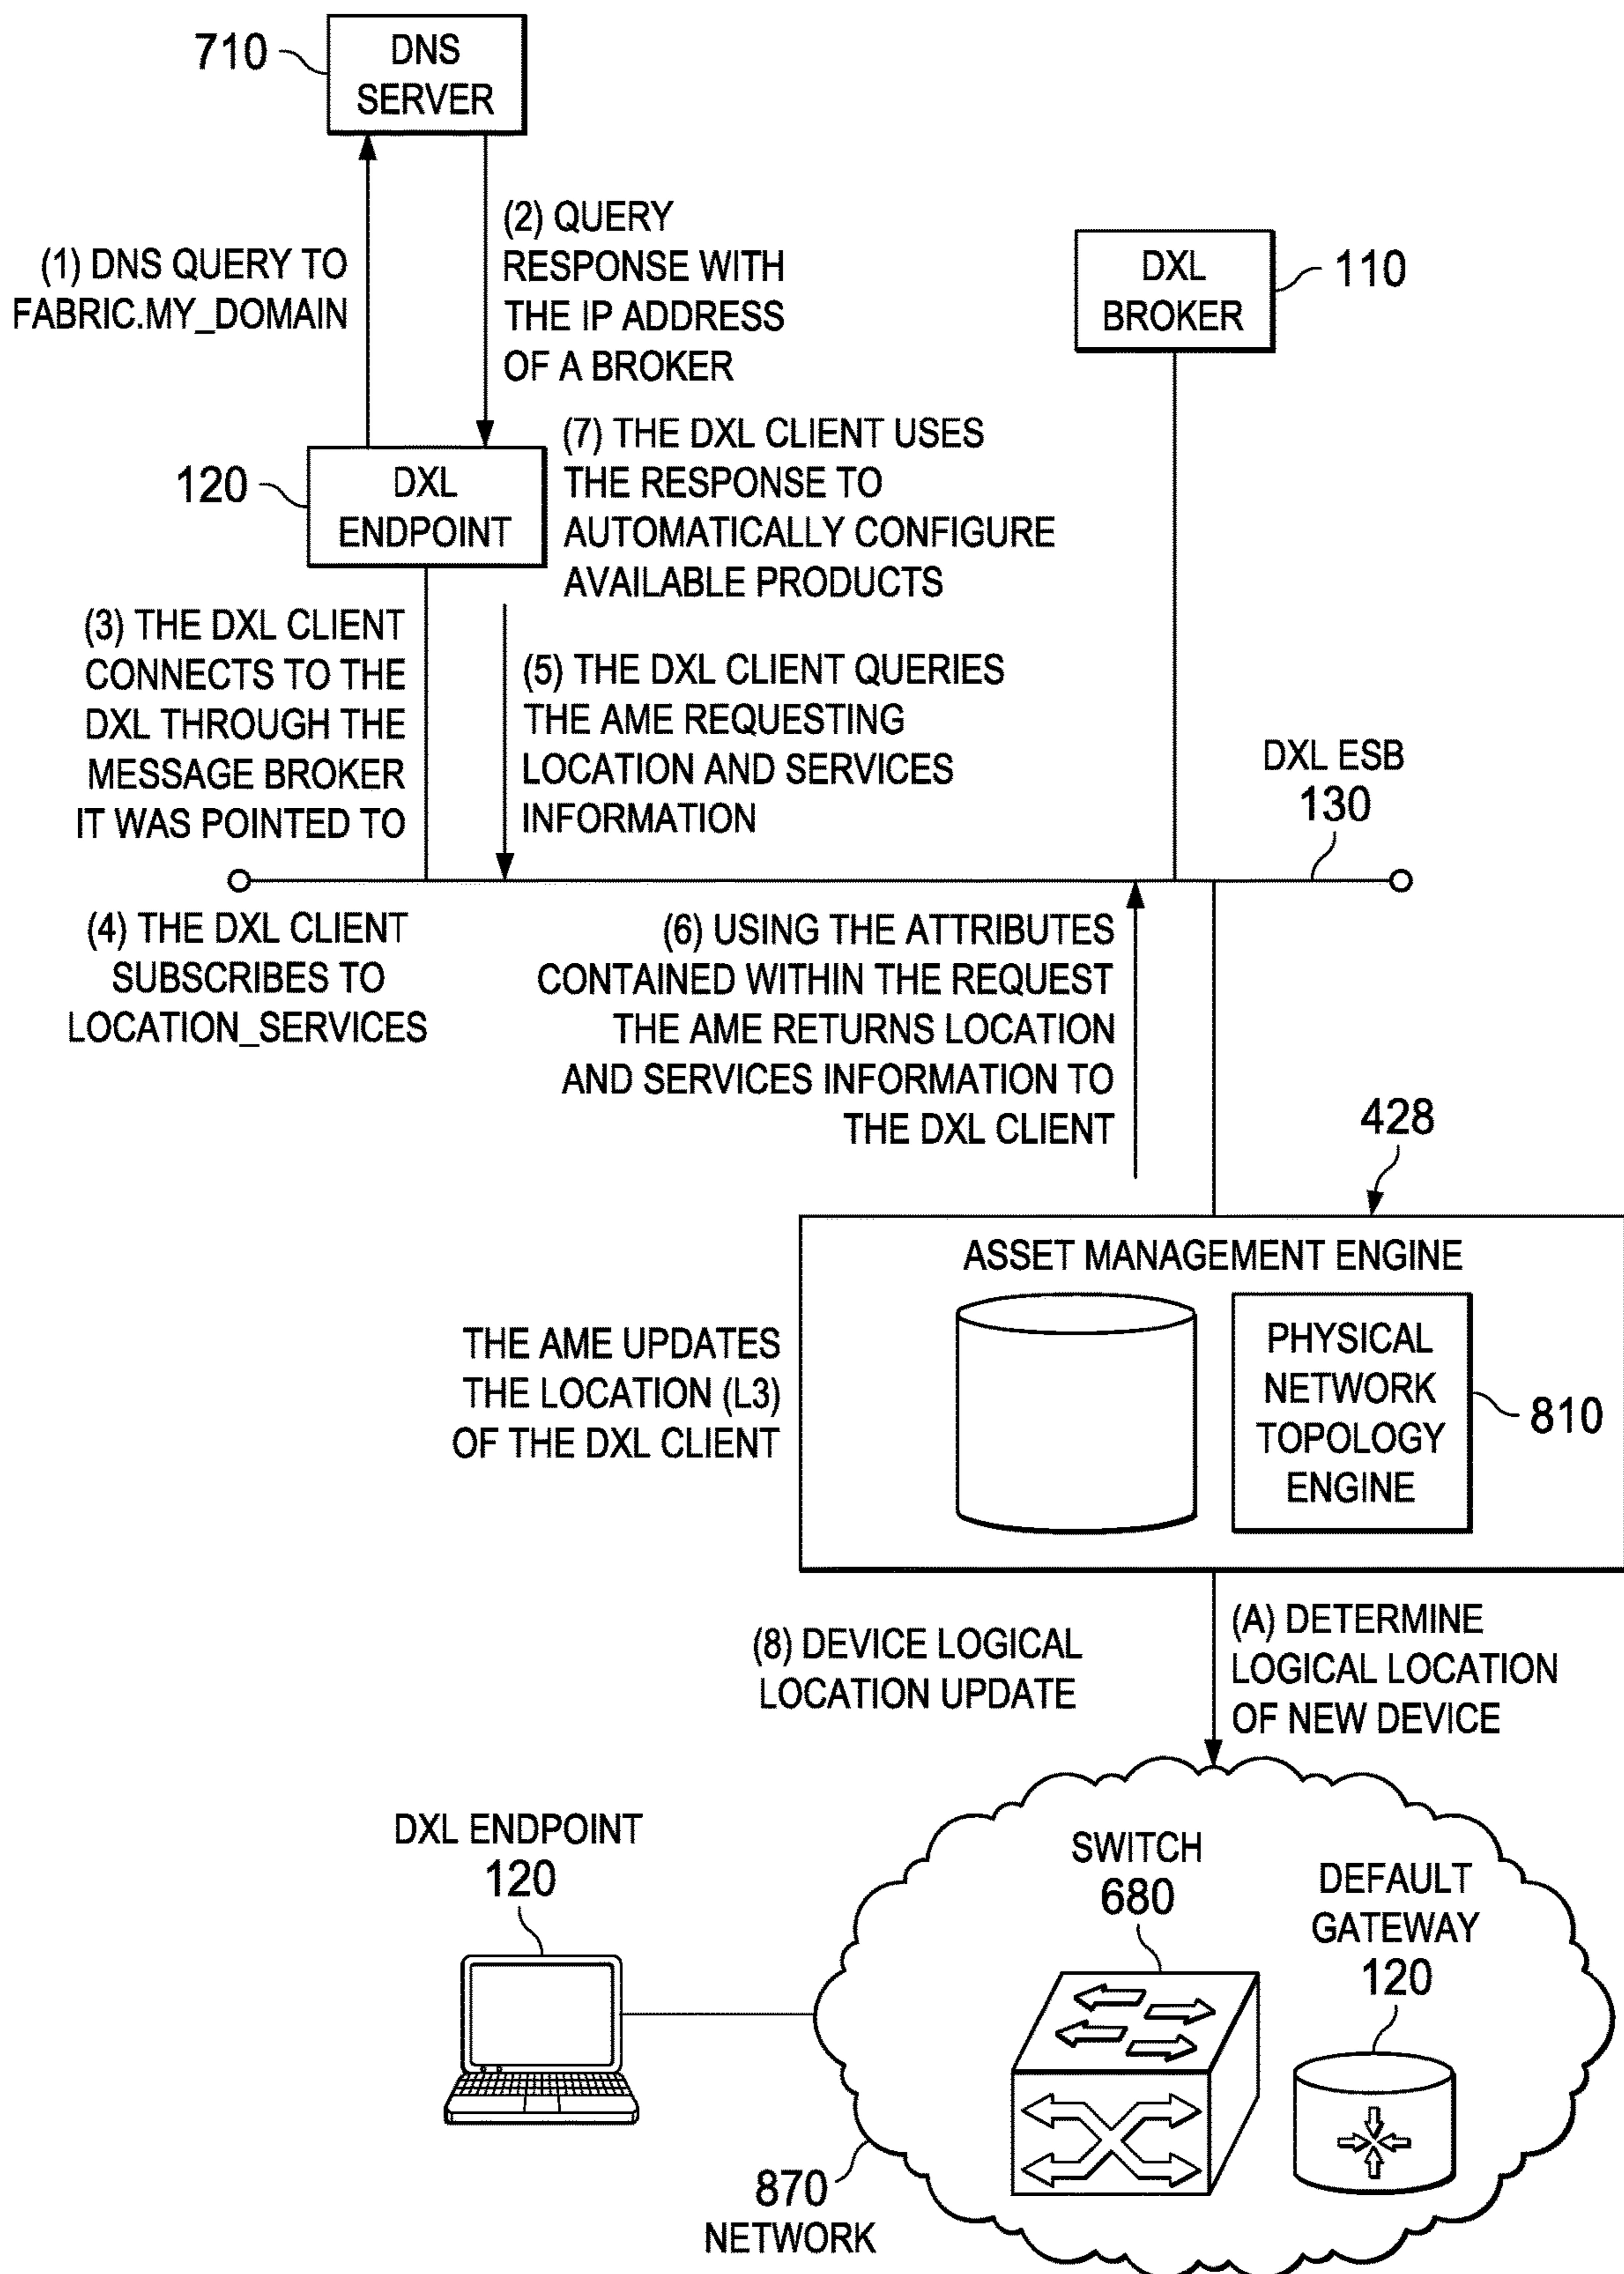 710
DNS
SERVER
(1) DNS QUERY TO
FABRIC.MY_DOMAIN
(2) QUERY
RESPONSE WITH
THE IP ADDRESS
OF A BROKER
DXL
BROKER
110
120
DXL
ENDPOINT
(7) THE DXL CLIENT USES
THE RESPONSE TO
AUTOMATICALLY CONFIGURE
AVAILABLE PRODUCTS
(3) THE DXL CLIENT
CONNECTS TO THE
DXL THROUGH THE
MESSAGE BROKER
IT WAS POINTED TO
(5) THE DXL CLIENT QUERIES
THE AME REQUESTING
LOCATION AND SERVICES
INFORMATION
DXL ESB
130
(4) THE DXL CLIENT
SUBSCRIBES TO
LOCATION_SERVICES
(6) USING THE ATTRIBUTES
CONTAINED WITHIN THE REQUEST
THE AME RETURNS LOCATION
AND SERVICES INFORMATION TO
THE DXL CLIENT
428
ASSET MANAGEMENT ENGINE
THE AME UPDATES
THE LOCATION (L3)
OF THE DXL CLIENT
PHYSICAL
NETWORK
TOPOLOGY
ENGINE
810
(8) DEVICE LOGICAL
LOCATION UPDATE
(A) DETERMINE
LOGICAL LOCATION
OF NEW DEVICE
DXL ENDPOINT
120
SWITCH
680
DEFAULT
GATEWAY
120
870
NETWORK